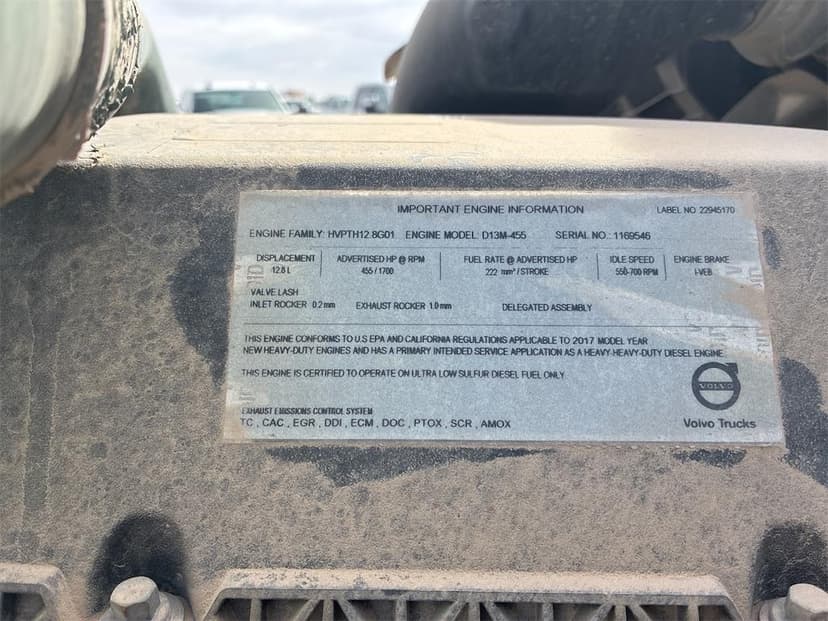 IMPORTANT ENGINE INFORMATION LABEL NO 22945170
ENGINE FAMILY: HVPTH12.8G01 ENGINE MODEL: D13M-455 SERIAL NO.: 1169546
DISPLACEMENT ADVERTISED HP @ RPM FUEL RATE @ ADVERTISED HP IDLE SPEED ENGINE BRAKE
12.8 L 455 / 1700 222 mm³ / STROKE 550-700 RPM I-VEB
VALVE LASH
INLET ROCKER 0.2 mm EXHAUST ROCKER 1.0 mm DELEGATED ASSEMBLY
THIS ENGINE CONFORMS TO U.S EPA AND CALIFORNIA REGULATIONS APPLICABLE TO 2017 MODEL YEAR
NEW HEAVY-DUTY ENGINES AND HAS A PRIMARY INTENDED SERVICE APPLICATION AS A HEAVY-HEAVY-DUTY DIESEL ENGINE.
THIS ENGINE IS CERTIFIED TO OPERATE ON ULTRA LOW SULFUR DIESEL FUEL ONLY.
VOLVO
EXHAUST EMISSIONS CONTROL SYSTEM
TC , CAC , EGR , DDI , ECM , DOC , PTOX , SCR , AMOX
Volvo Trucks